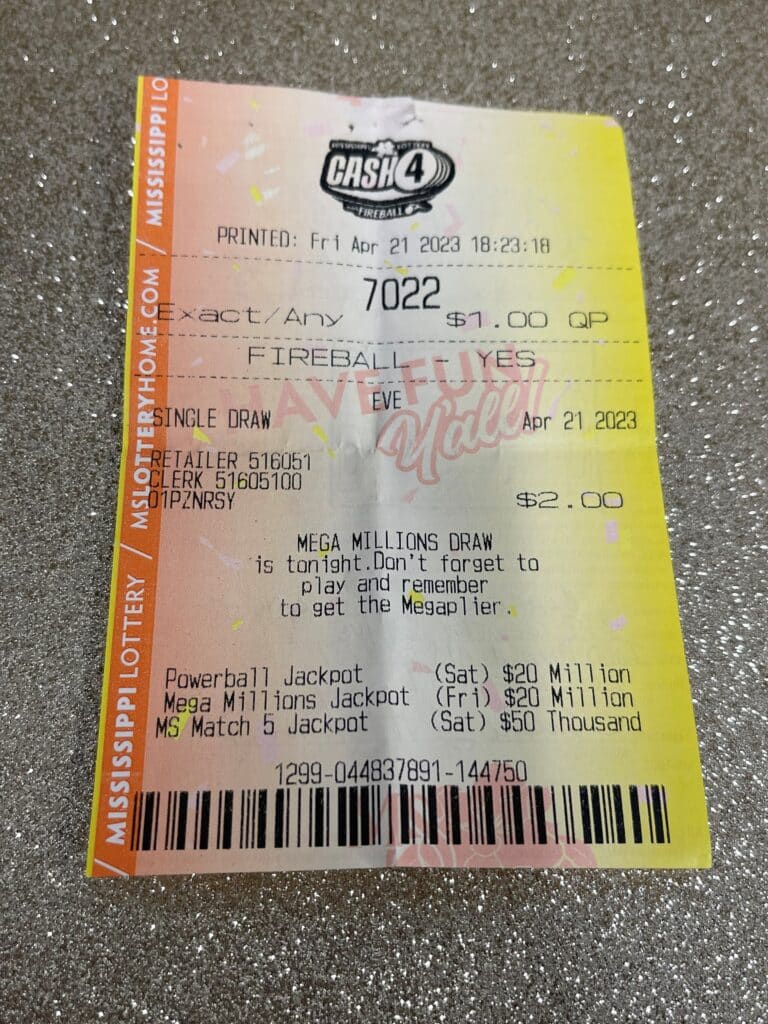 MISSISSIPPI LOTTERY
CASH 4
FIREBALL
PRINTED: Fri Apr 21 2023 18:23:18
7022
Exact/Any $1.00 QP
FIREBALL - YES
HAVE FUN
Y'all!
EVE
SINGLE DRAW Apr 21 2023
RETAILER 516051
CLERK 51605100
01PZNRSY $2.00
MEGA MILLIONS DRAW
is tonight.Don't forget to
play and remember
to get the Megaplier.
Powerball Jackpot (Sat) $20 Million
Mega Millions Jackpot (Fri) $20 Million
MS Match 5 Jackpot (Sat) $50 Thousand
1299-044837891-144750
/ MISSISSIPPI LOTTERY / MSLOTTERYHOME.COM / MISSISSIPPI LO